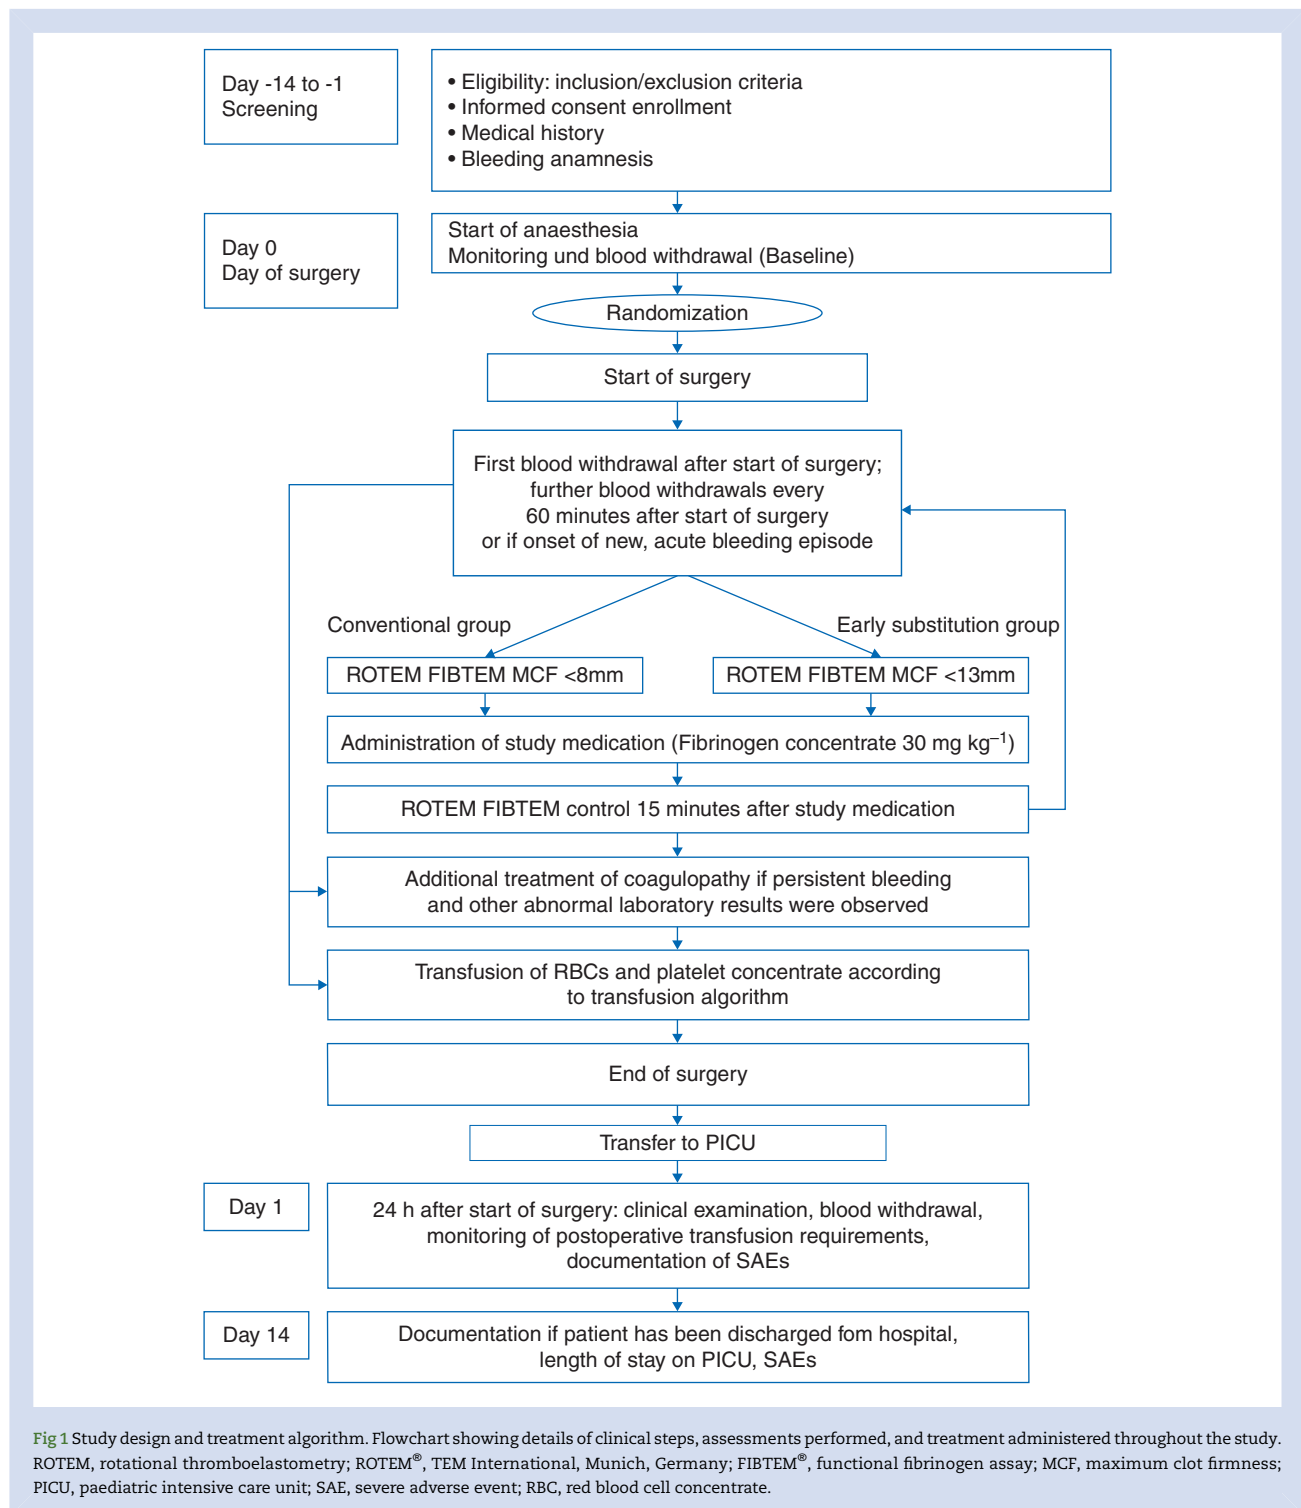 Day -14 to -1
Screening
• Eligibility: inclusion/exclusion criteria
• Informed consent enrollment
• Medical history
• Bleeding anamnesis
Day 0
Day of surgery
Start of anaesthesia
Monitoring und blood withdrawal (Baseline)
Randomization
Start of surgery
First blood withdrawal after start of surgery;
further blood withdrawals every
60 minutes after start of surgery
or if onset of new, acute bleeding episode
Conventional group
Early substitution group
ROTEM FIBTEM MCF <8mm
ROTEM FIBTEM MCF <13mm
Administration of study medication (Fibrinogen concentrate 30 mg kg⁻¹)
ROTEM FIBTEM control 15 minutes after study medication
Additional treatment of coagulopathy if persistent bleeding
and other abnormal laboratory results were observed
Transfusion of RBCs and platelet concentrate according
to transfusion algorithm
End of surgery
Transfer to PICU
Day 1
24 h after start of surgery: clinical examination, blood withdrawal,
monitoring of postoperative transfusion requirements,
documentation of SAEs
Day 14
Documentation if patient has been discharged fom hospital,
length of stay on PICU, SAEs
Fig 1 Study design and treatment algorithm. Flowchart showing details of clinical steps, assessments performed, and treatment administered throughout the study.
ROTEM, rotational thromboelastometry; ROTEM®, TEM International, Munich, Germany; FIBTEM®, functional fibrinogen assay; MCF, maximum clot firmness;
PICU, paediatric intensive care unit; SAE, severe adverse event; RBC, red blood cell concentrate.